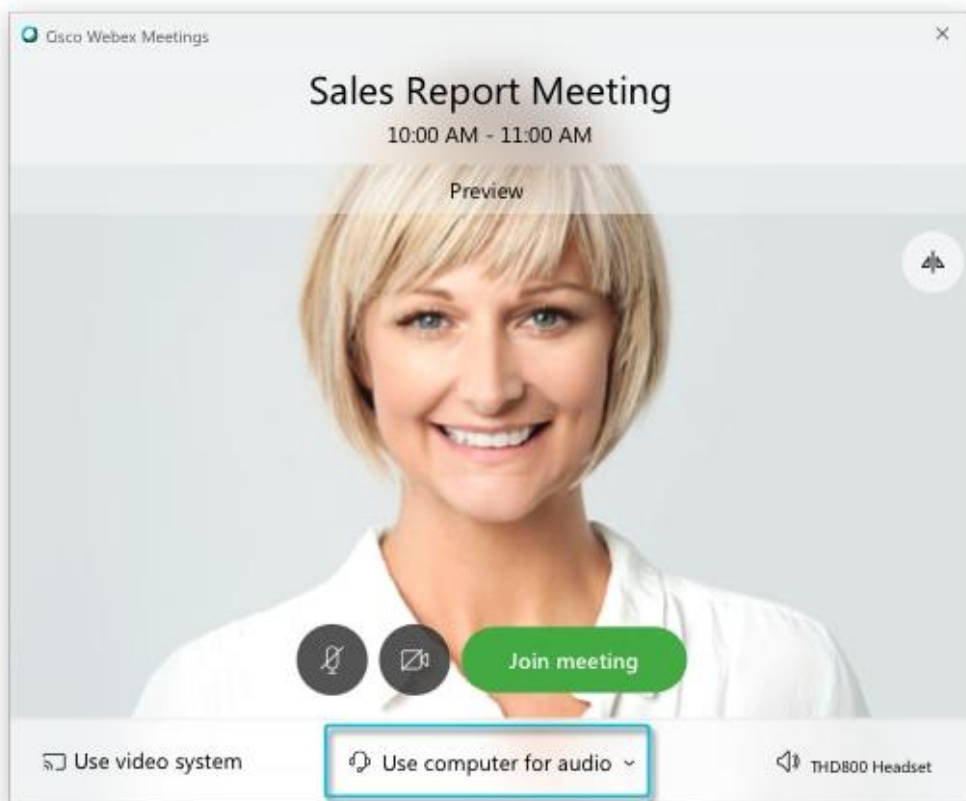 Cisco Webex Meetings
Sales Report Meeting
10:00 AM - 11:00 AM
Preview
Join meeting
Use video system
Use computer for audio
THD800 Headset